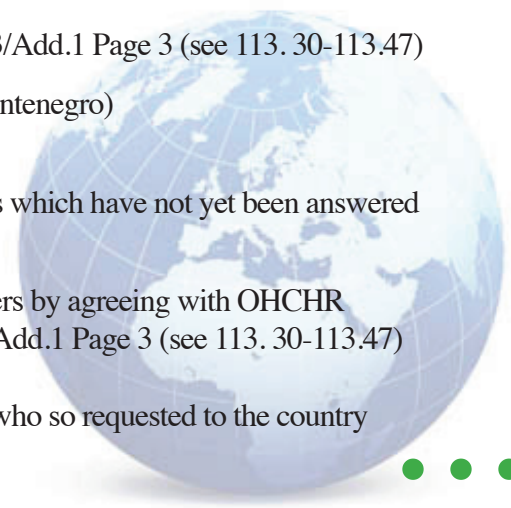 /Add.1 Page 3 (see 113. 30-113.47)
ntenegro)
s which have not yet been answered
ers by agreeing with OHCHR
Add.1 Page 3 (see 113. 30-113.47)
who so requested to the country